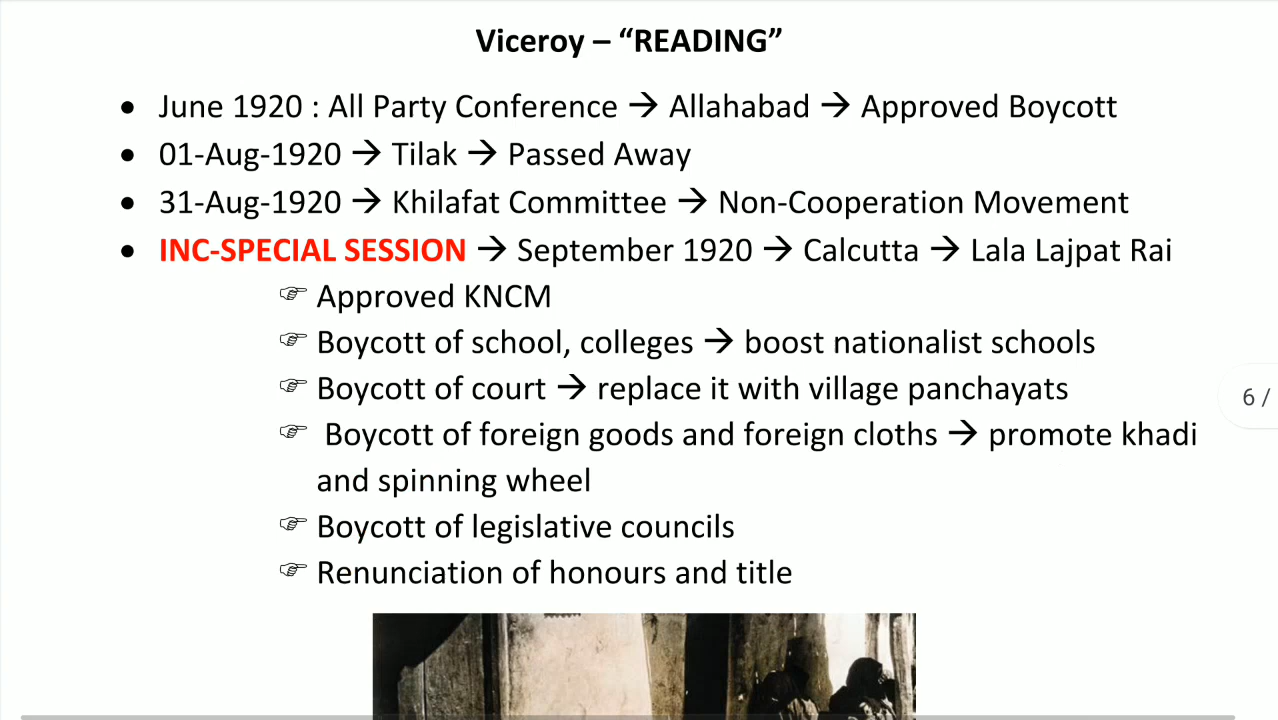 Viceroy – “READING”
• June 1920 : All Party Conference → Allahabad → Approved Boycott
• 01-Aug-1920 → Tilak → Passed Away
• 31-Aug-1920 → Khilafat Committee → Non-Cooperation Movement
• INC-SPECIAL SESSION → September 1920 → Calcutta → Lala Lajpat Rai
☞ Approved KNCM
☞ Boycott of school, colleges → boost nationalist schools
☞ Boycott of court → replace it with village panchayats
☞ Boycott of foreign goods and foreign cloths → promote khadi
and spinning wheel
☞ Boycott of legislative councils
☞ Renunciation of honours and title
6 /